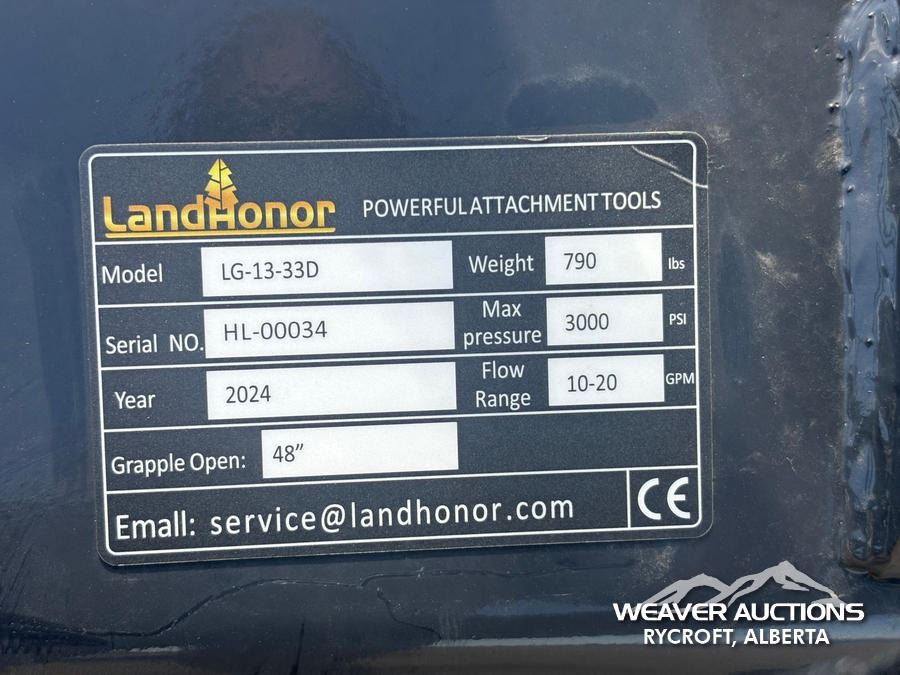 LandHonor POWERFUL ATTACHMENT TOOLS
Model LG-13-33D Weight 790 lbs
Serial NO. HL-00034 Max pressure 3000 PSI
Year 2024 Flow Range 10-20 GPM
Grapple Open: 48”
Emall: service@landhonor.com CE
WEAVER AUCTIONS
RYCROFT, ALBERTA